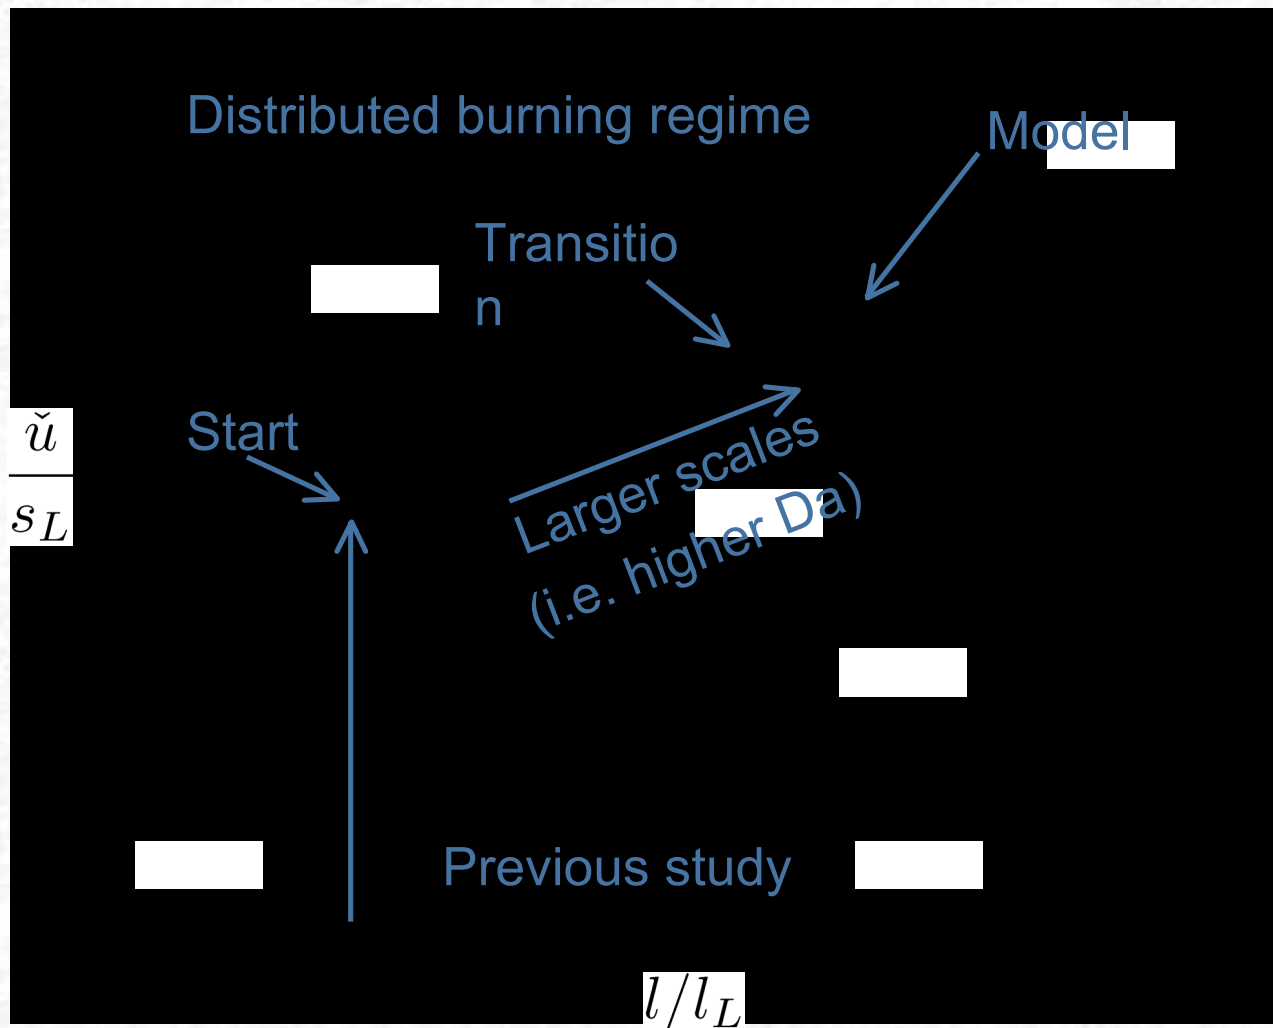 Distributed burning regime
Model
Transitio
n
Start
Larger scales
(i.e. higher Da)
ǔ
s_L
Previous study
l/l_L